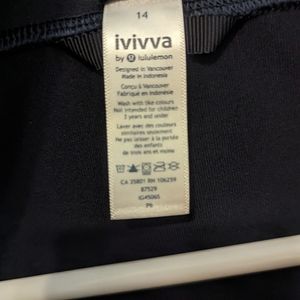 14
ivivva
by lululemon
Designed in Vancouver
Made in Indonesia
Conçu à Vancouver
Fabriqué en Indonésie
Wash with like colours
Not intended for children
3 years and under
Laver avec des couleurs
similaires seulement
Ne pas laisser à la portée
des enfants
de trois ans et moins
CA 35801 RN 106259
87529
IG4506S
P6